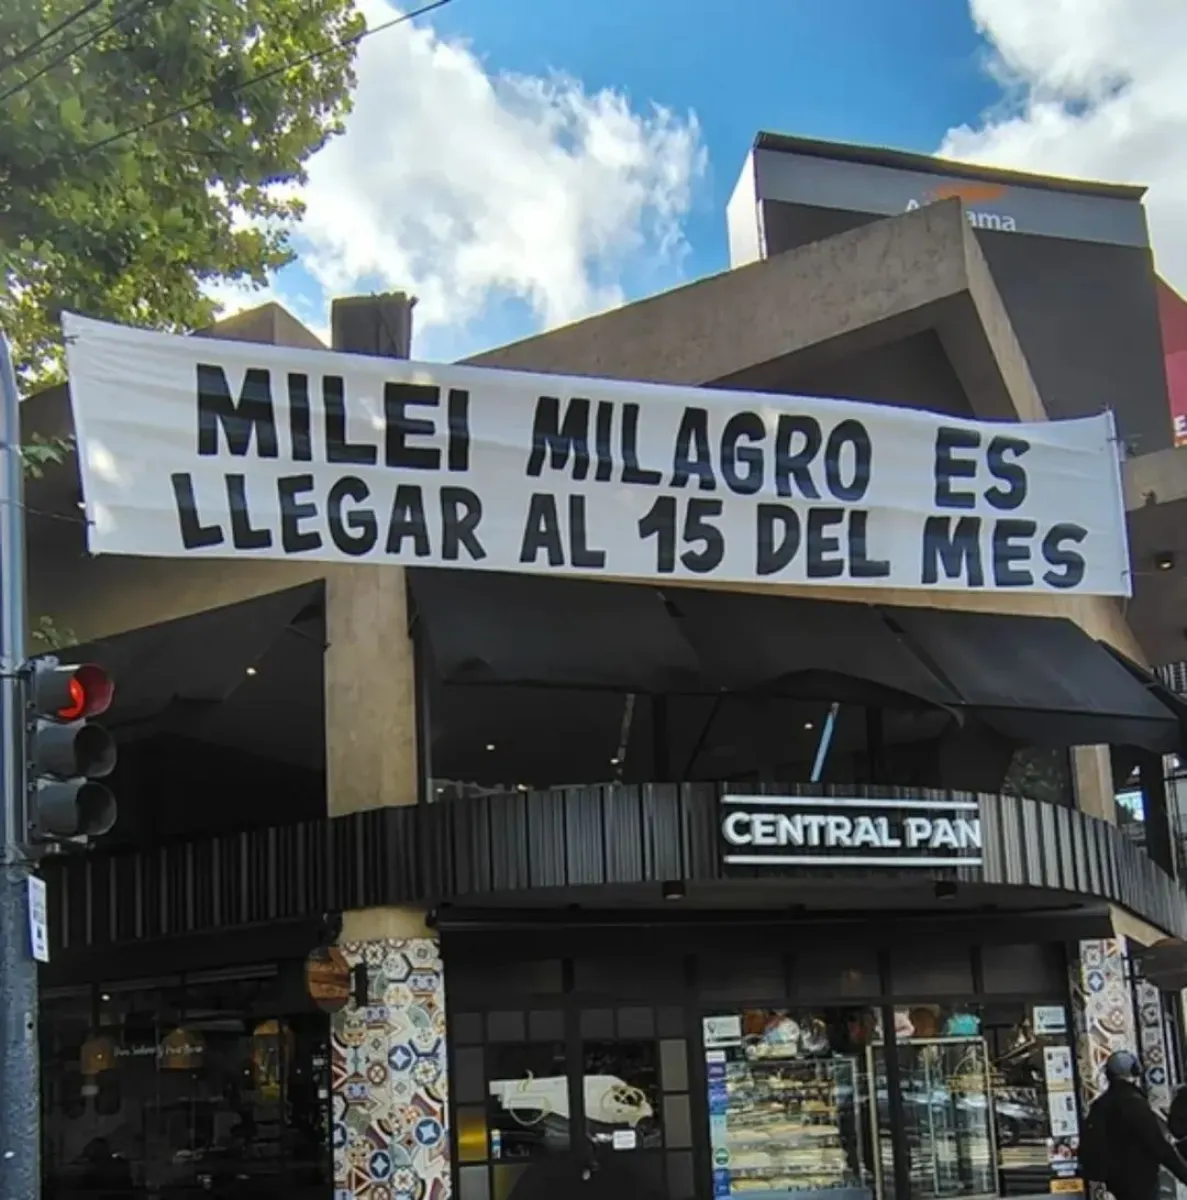 MILEI MILAGRO ES
LLEGAR AL 15 DEL MES
CENTRAL PAN